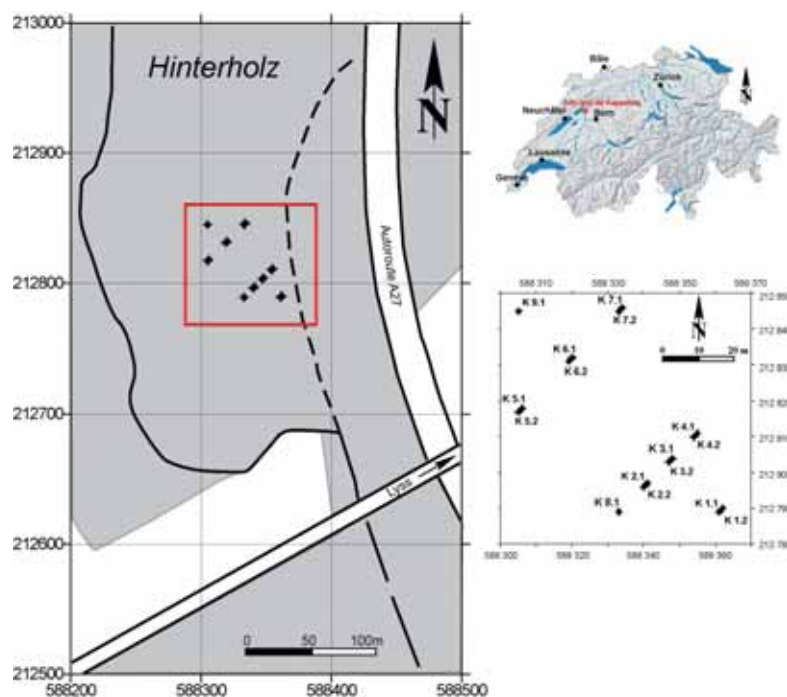 213000
212900
212800
212700
212600
212500
588200
588300
588400
588500
Hinterholz
N
Autoroute A27
Lyss
0
50
100m
Bâle
Zürich
Neuchâtel
Bern
Lausanne
Genève
N
588 310
588 330
588 350
588 370
K 9.1
K 7.1
K 7.2
N
0
10
20 m
K 6.1
K 6.2
K 5.1
K 5.2
K 4.1
K 4.2
K 3.1
K 3.2
K 2.1
K 2.2
K 8.1
K 1.1
K 1.2
588 300
588 320
588 340
588 360